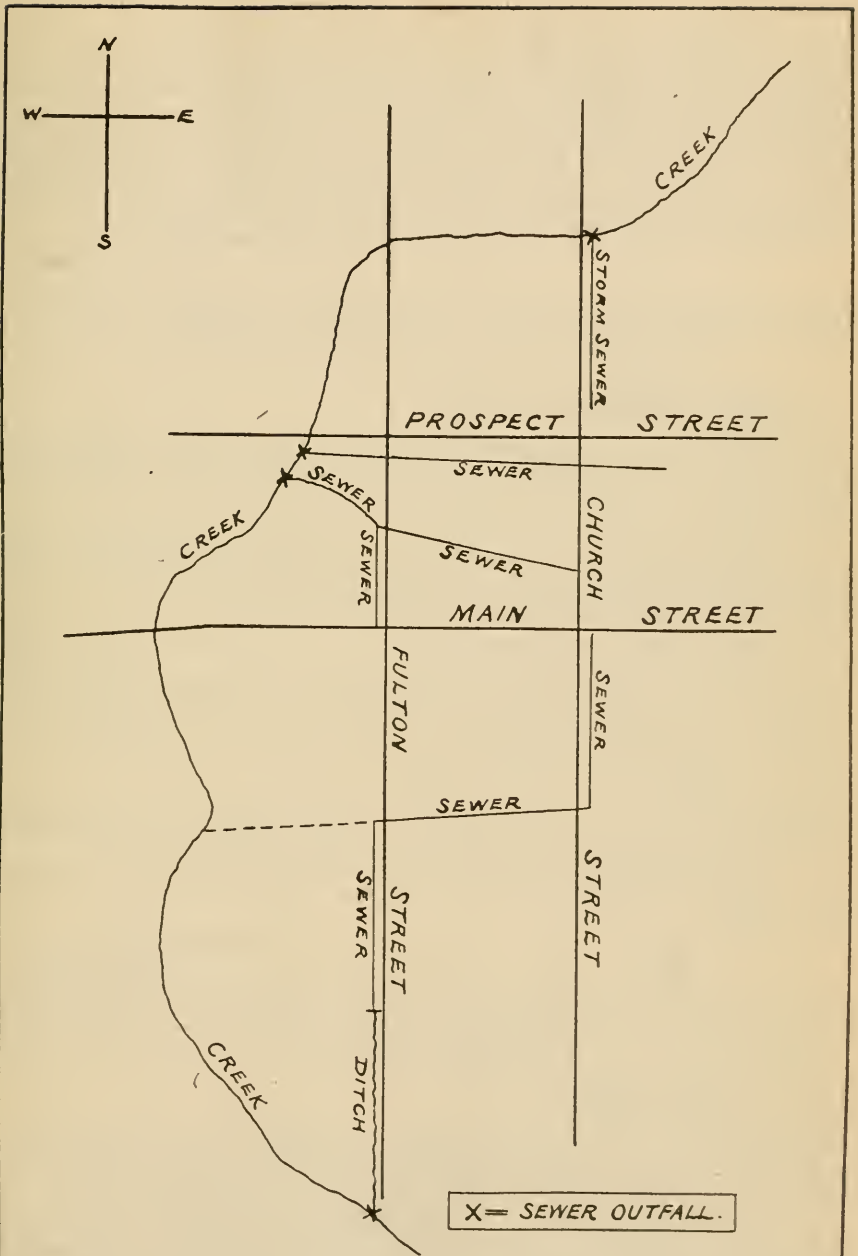 N
W E
S
CREEK
STORM SEWER
PROSPECT STREET
SEWER
SEWER
CREEK
SEWER
SEWER
CHURCH
MAIN STREET
FULTON
SEWER
SEWER
SEWER
STREET
STREET
CREEK
DITCH
X = SEWER OUTFALL.